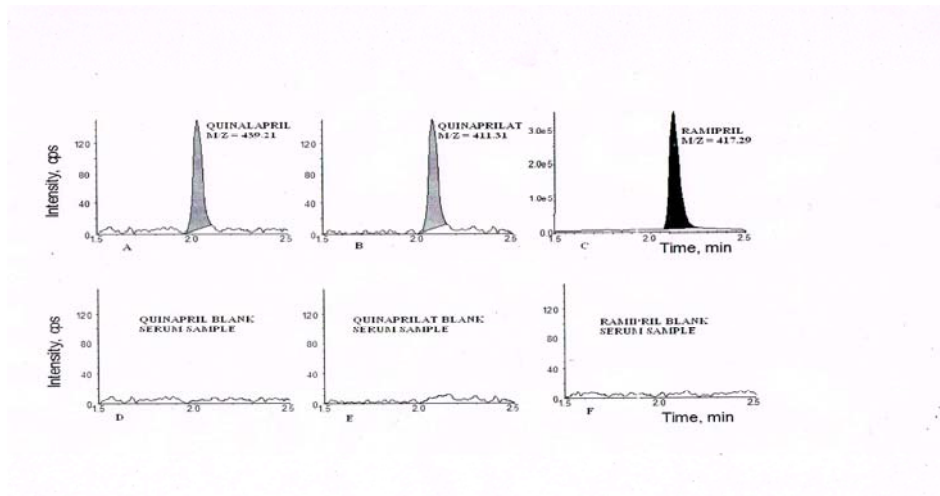 Intensity, cps
120
80
40
0
1.5
2.0
2.5
A
QUINALAPRIL
M/Z = 439.21
120
80
40
0
1.5
2.0
2.5
B
QUINAPRILAT
M/Z = 411.31
3.0e5
2.0e5
1.0e5
0.0
1.5
2.0
2.5
C
Time, min
RAMIPRIL
M/Z = 417.29
Intensity, cps
120
80
40
0
1.5
2.0
2.5
D
QUINAPRIL BLANK
SERUM SAMPLE
120
80
40
0
1.5
2.0
2.5
E
QUINAPRILAT BLANK
SERUM SAMPLE
120
80
40
0
1.5
2.0
2.5
F
Time, min
RAMIPRIL BLANK
SERUM SAMPLE